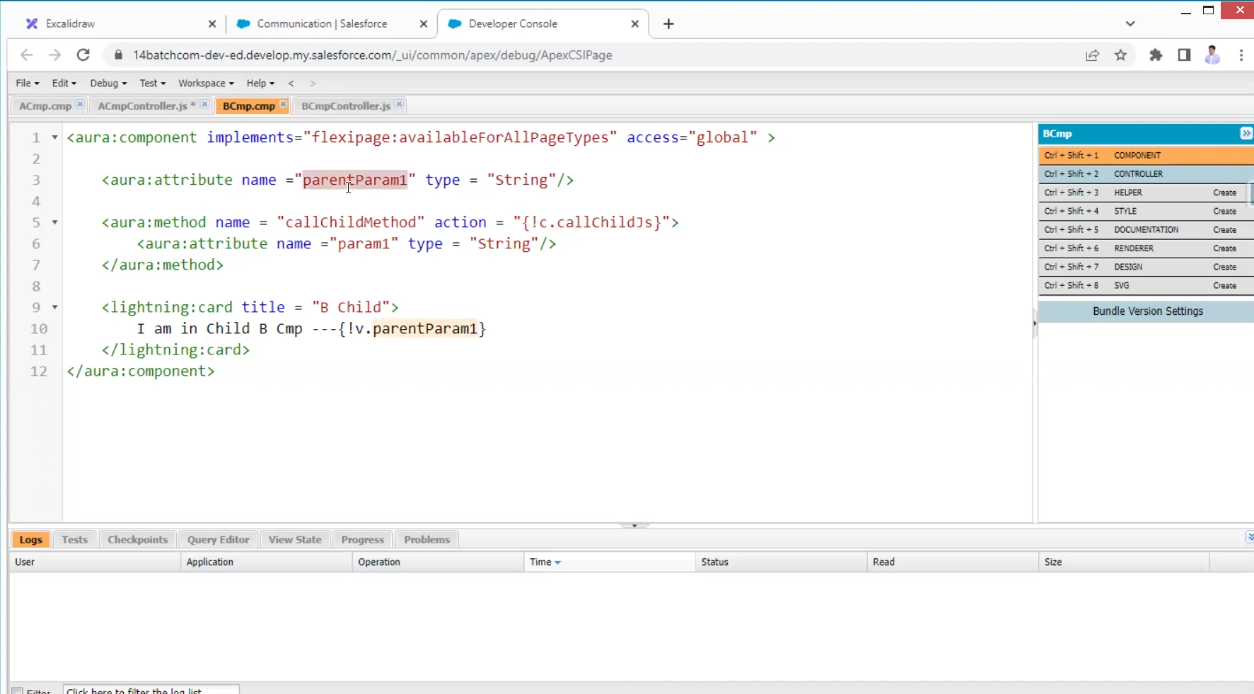 Excalidraw
Communication | Salesforce
Developer Console
14batchcom-dev-ed.develop.my.salesforce.com/_ui/common/apex/debug/ApexCSIPage
File Edit Debug Test Workspace Help < >
ACmp.cmp ACmpController.js * BCmp.cmp BCmpController.js
1 <aura:component implements="flexipage:availableForAllPageTypes" access="global" >
2
3 <aura:attribute name ="parentParam1" type = "String"/>
4
5 <aura:method name = "callChildMethod" action = "{!c.callChildJs}">
6 <aura:attribute name ="param1" type = "String"/>
7 </aura:method>
8
9 <lightning:card title = "B Child">
10 I am in Child B Cmp ---{!v.parentParam1}
11 </lightning:card>
12 </aura:component>
BCmp
Ctrl + Shift + 1 COMPONENT
Ctrl + Shift + 2 CONTROLLER
Ctrl + Shift + 3 HELPER Create
Ctrl + Shift + 4 STYLE Create
Ctrl + Shift + 5 DOCUMENTATION Create
Ctrl + Shift + 6 RENDERER Create
Ctrl + Shift + 7 DESIGN Create
Ctrl + Shift + 8 SVG Create
Bundle Version Settings
Logs Tests Checkpoints Query Editor View State Progress Problems
User Application Operation Time Status Read Size
Filter Click here to filter the log list